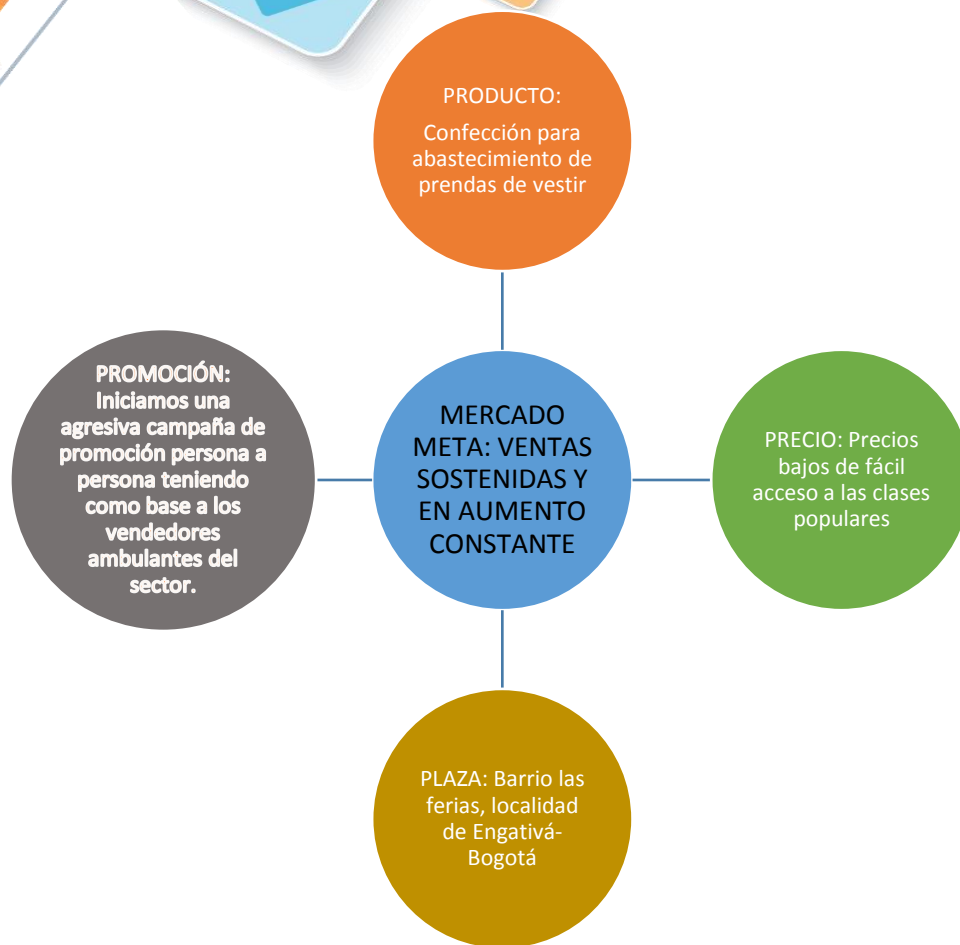 PRODUCTO:
Confección para
abastecimiento de
prendas de vestir
PROMOCIÓN:
Iniciamos una
agresiva campaña de
promoción persona a
persona teniendo
como base a los
vendedores
ambulantes del
sector.
MERCADO
META: VENTAS
SOSTENIDAS Y
EN AUMENTO
CONSTANTE
PRECIO: Precios
bajos de fácil
acceso a las clases
populares
PLAZA: Barrio las
ferias, localidad
de Engativá-
Bogotá